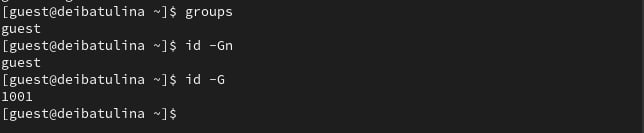 [guest@deibatulina ~]$ groups
guest
[guest@deibatulina ~]$ id -Gn
guest
[guest@deibatulina ~]$ id -G
1001
[guest@deibatulina ~]$